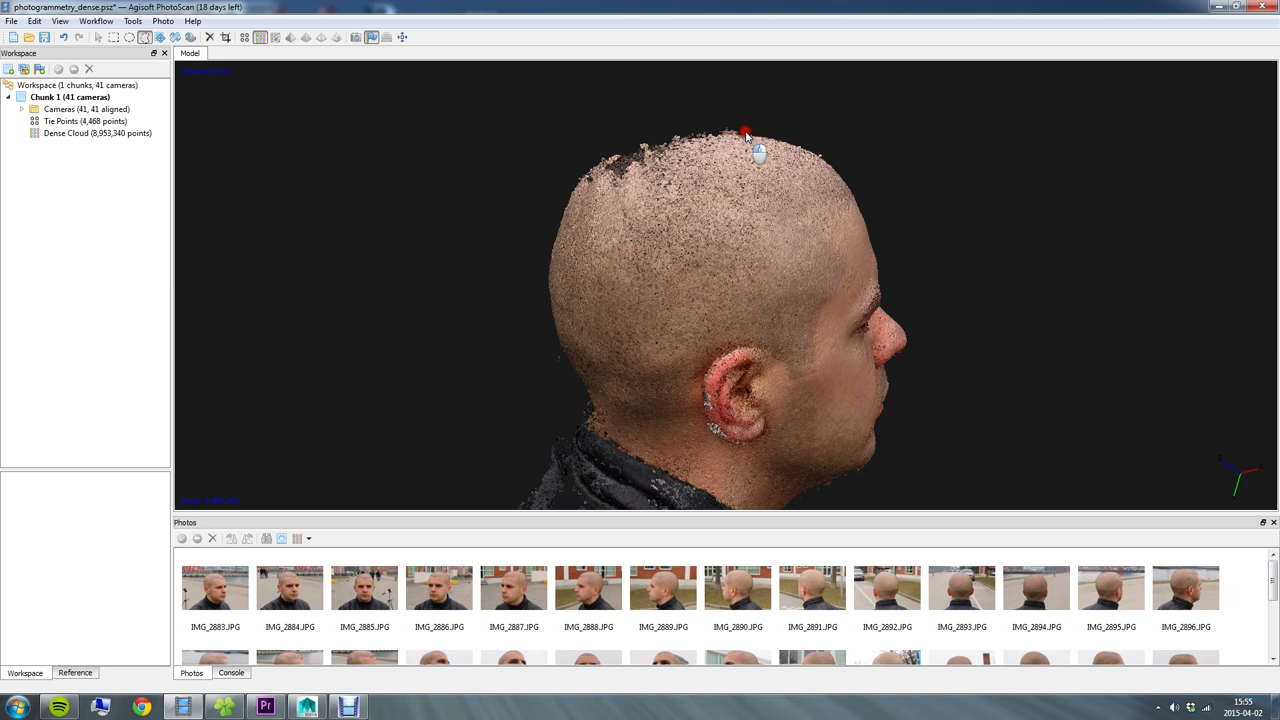 photogrammetry_dense.psz* — Agisoft PhotoScan (18 days left)
File Edit View Workflow Tools Photo Help
Workspace
Model
Workspace (1 chunks, 41 cameras)
Chunk 1 (41 cameras)
Cameras (41, 41 aligned)
Tie Points (4,468 points)
Dense Cloud (8,953,340 points)
Photos
IMG_2883.JPG IMG_2884.JPG IMG_2885.JPG IMG_2886.JPG IMG_2887.JPG IMG_2888.JPG IMG_2889.JPG IMG_2890.JPG IMG_2891.JPG IMG_2892.JPG IMG_2893.JPG IMG_2894.JPG IMG_2895.JPG IMG_2896.JPG
Workspace Reference
Photos Console
Pr
15:55
2015-04-02